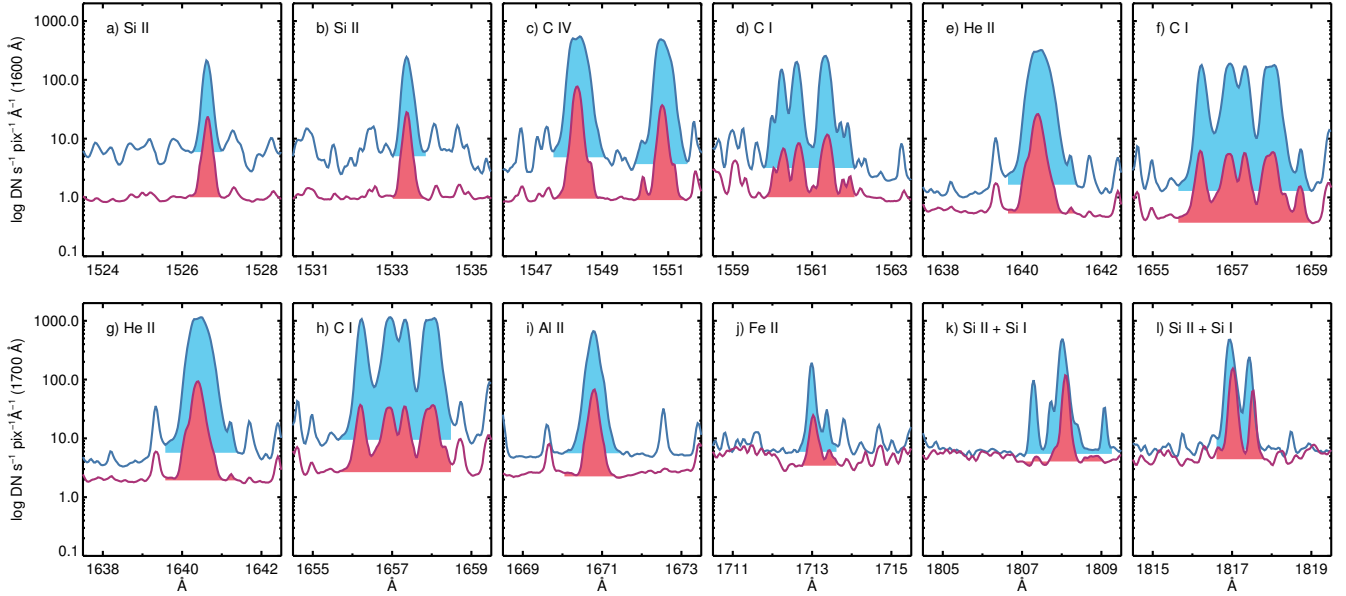 a) Si II
b) Si II
c) C IV
d) C I
e) He II
f) C I
log DN s⁻¹ pix⁻¹ Å⁻¹ (1600 Å)
1000.0
100.0
10.0
1.0
0.1
1524 1526 1528
1531 1533 1535
1547 1549 1551
1559 1561 1563
1638 1640 1642
1655 1657 1659
g) He II
h) C I
i) Al II
j) Fe II
k) Si II + Si I
l) Si II + Si I
log DN s⁻¹ pix⁻¹Å⁻¹ (1700 Å)
1000.0
100.0
10.0
1.0
0.1
1638 1640 1642
1655 1657 1659
1669 1671 1673
1711 1713 1715
1805 1807 1809
1815 1817 1819
Å Å Å Å Å Å